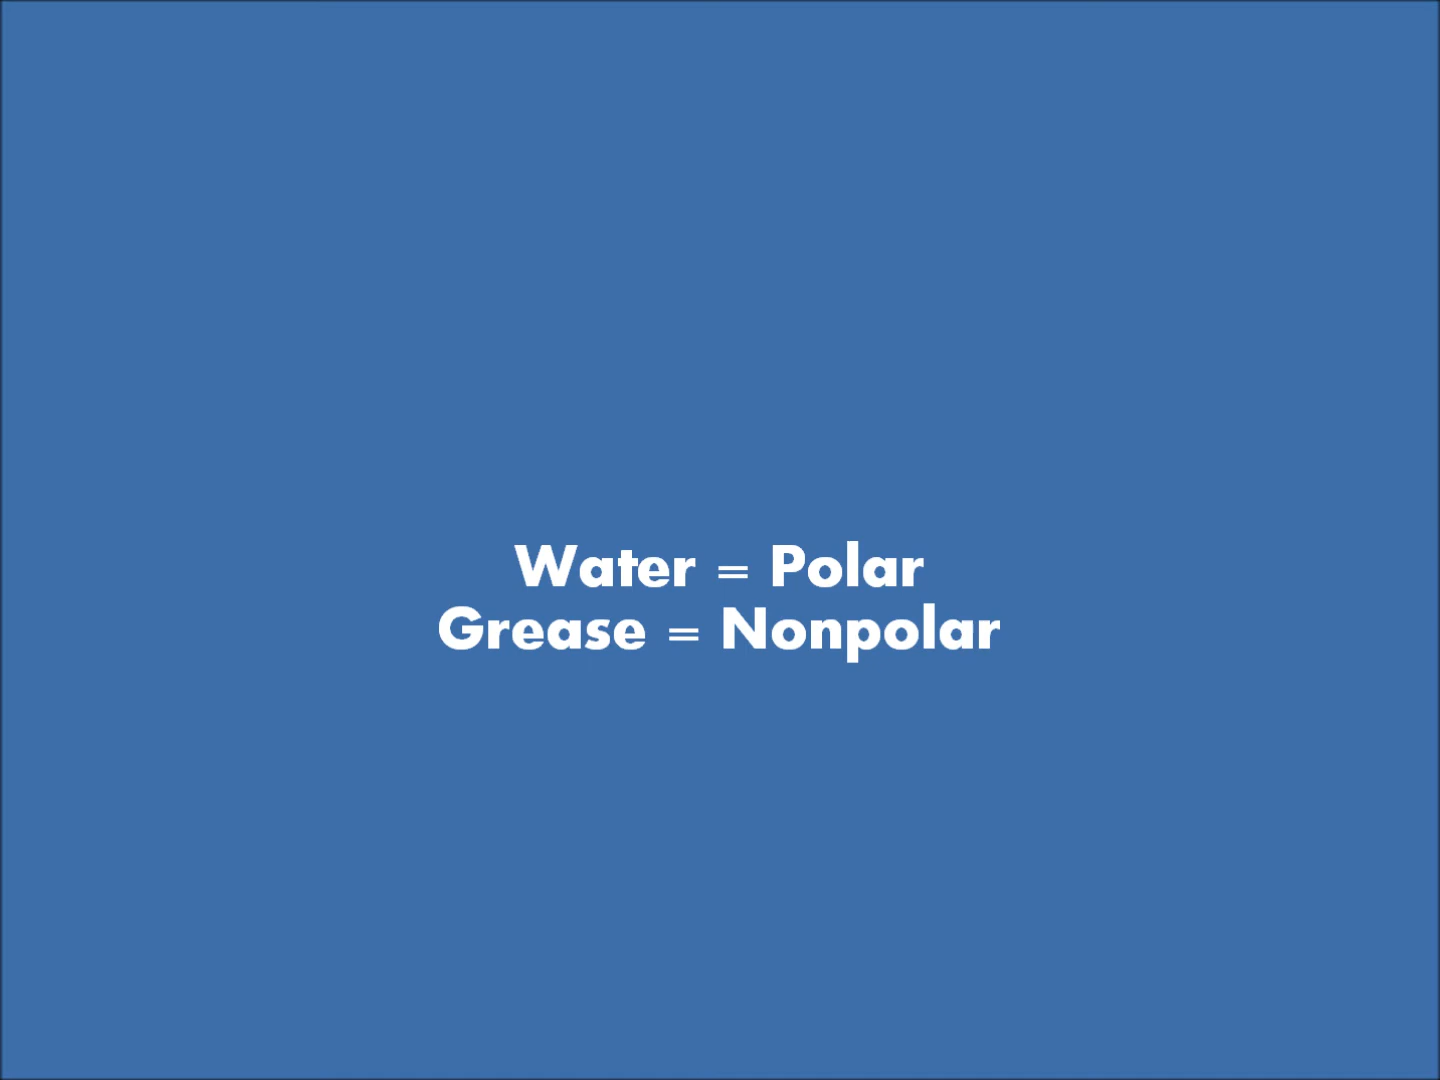 Water = Polar
Grease = Nonpolar